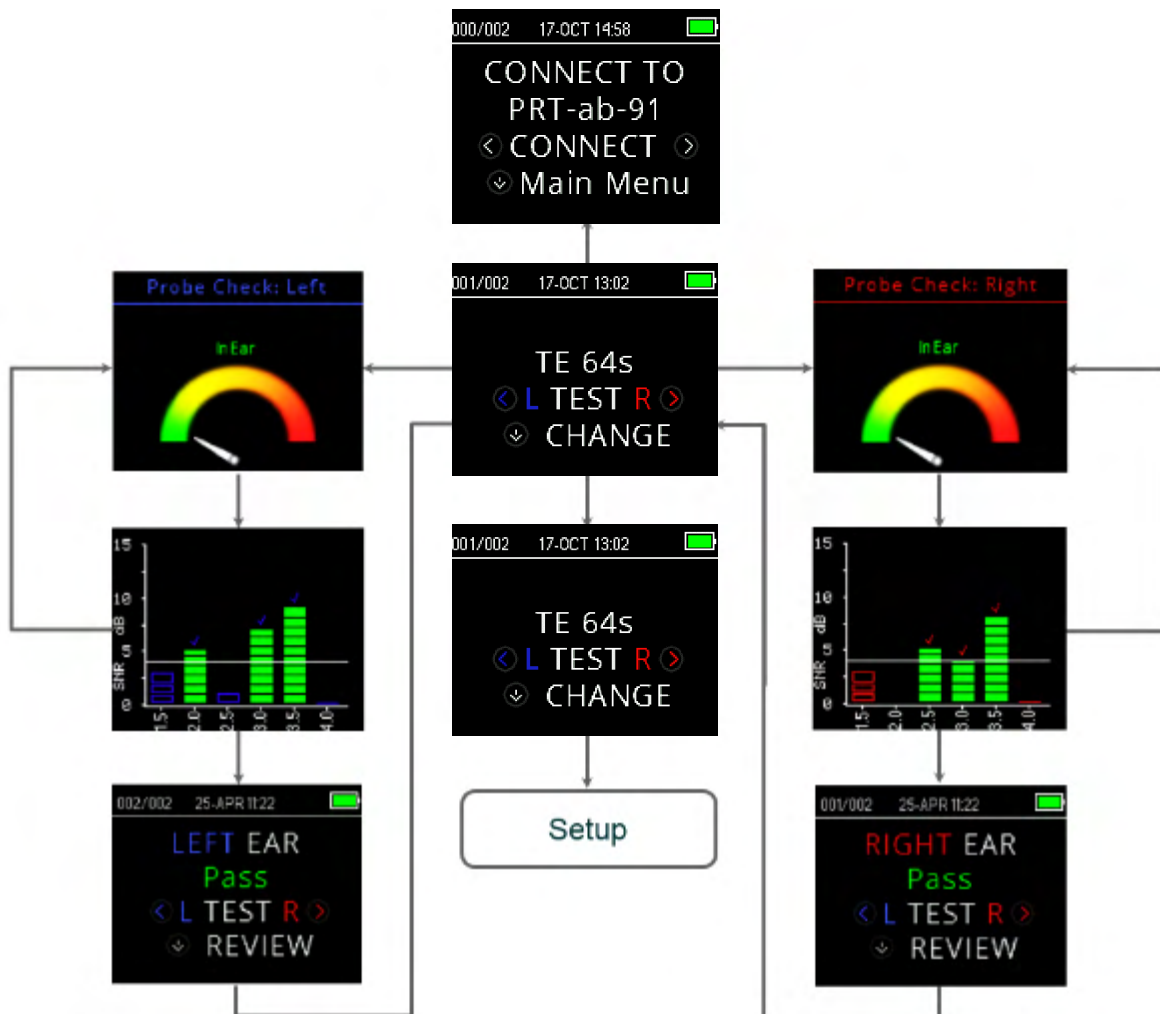 000/002 17-OCT 14:58
CONNECT TO
PRT-ab-91
CONNECT
Main Menu
Probe Check: Left
In Ear
001/002 17-OCT 13:02
TE 64s
L TEST R
CHANGE
Probe Check: Right
In Ear
15
10
5
0
SNR dB
1.5 2.0 2.5 3.0 3.5 4.0
001/002 17-OCT 13:02
TE 64s
L TEST R
CHANGE
15
10
5
0
SNR dB
1.5 2.0 2.5 3.0 3.5 4.0
002/002 25-APR 11:22
LEFT EAR
Pass
L TEST R
REVIEW
Setup
001/002 25-APR 11:22
RIGHT EAR
Pass
L TEST R
REVIEW